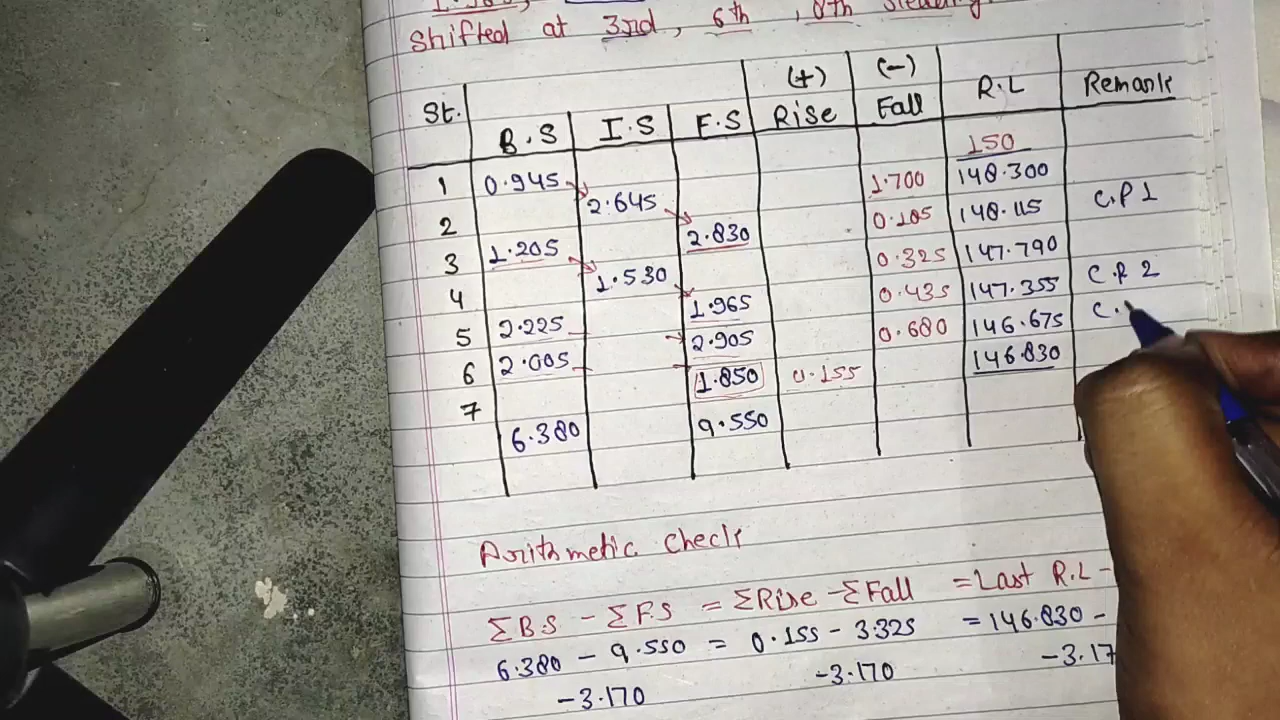 shifted at 3rd, 6th, 8th
St. B.S I.S F.S (+) Rise (-) Fall R.L Remark
150
1 0.945 1.700 148.300
2 2.645 0.185 148.115 C.P 1
3 1.205 2.830 0.325 147.790
4 1.530 0.435 147.355 C.P 2
5 2.225 1.965 0.680 146.675 C.
6 2.005 2.905 146.830
7 1.850 0.155
6.380 9.550
Arithmetic check
ΣB.S - ΣF.S = ΣRise - ΣFall = Last R.L -
6.380 - 9.550 = 0.155 - 3.325 = 146.830 -
-3.170 -3.170 -3.17